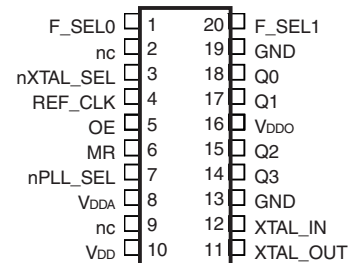 F_SEL0 1 20 F_SEL1
nc 2 19 GND
nXTAL_SEL 3 18 Q0
REF_CLK 4 17 Q1
OE 5 16 VDDO
MR 6 15 Q2
nPLL_SEL 7 14 Q3
VDDA 8 13 GND
nc 9 12 XTAL_IN
VDD 10 11 XTAL_OUT